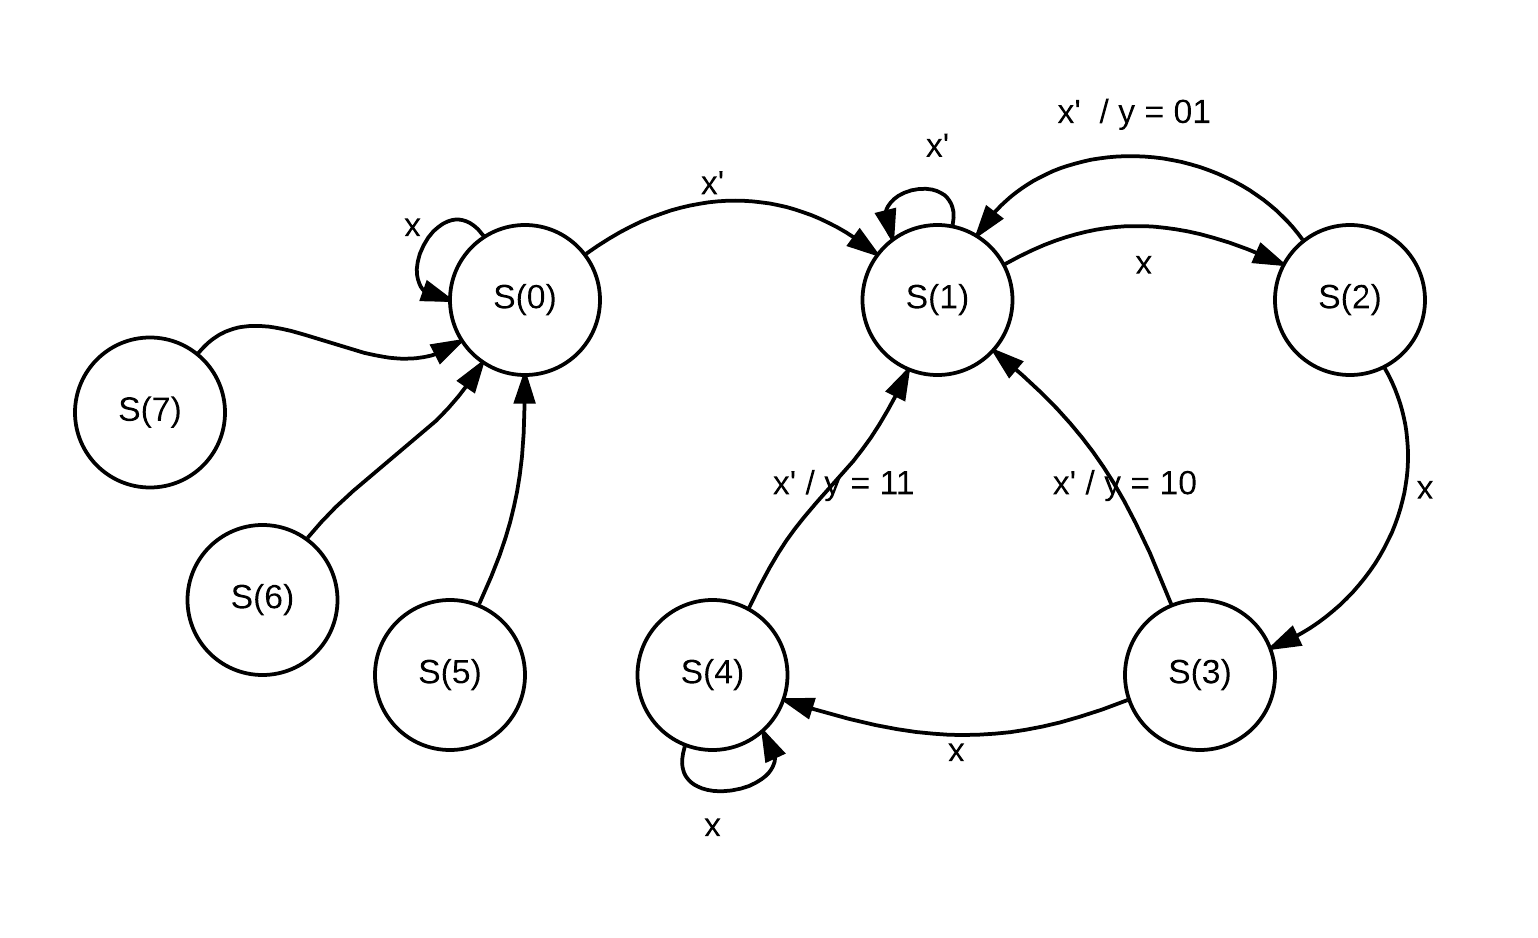 x' / y = 01
x'
x'
x
x
S(0)
S(1)
S(2)
S(7)
x' / y = 11
x' / y = 10
x
S(6)
S(5)
S(4)
S(3)
x
x